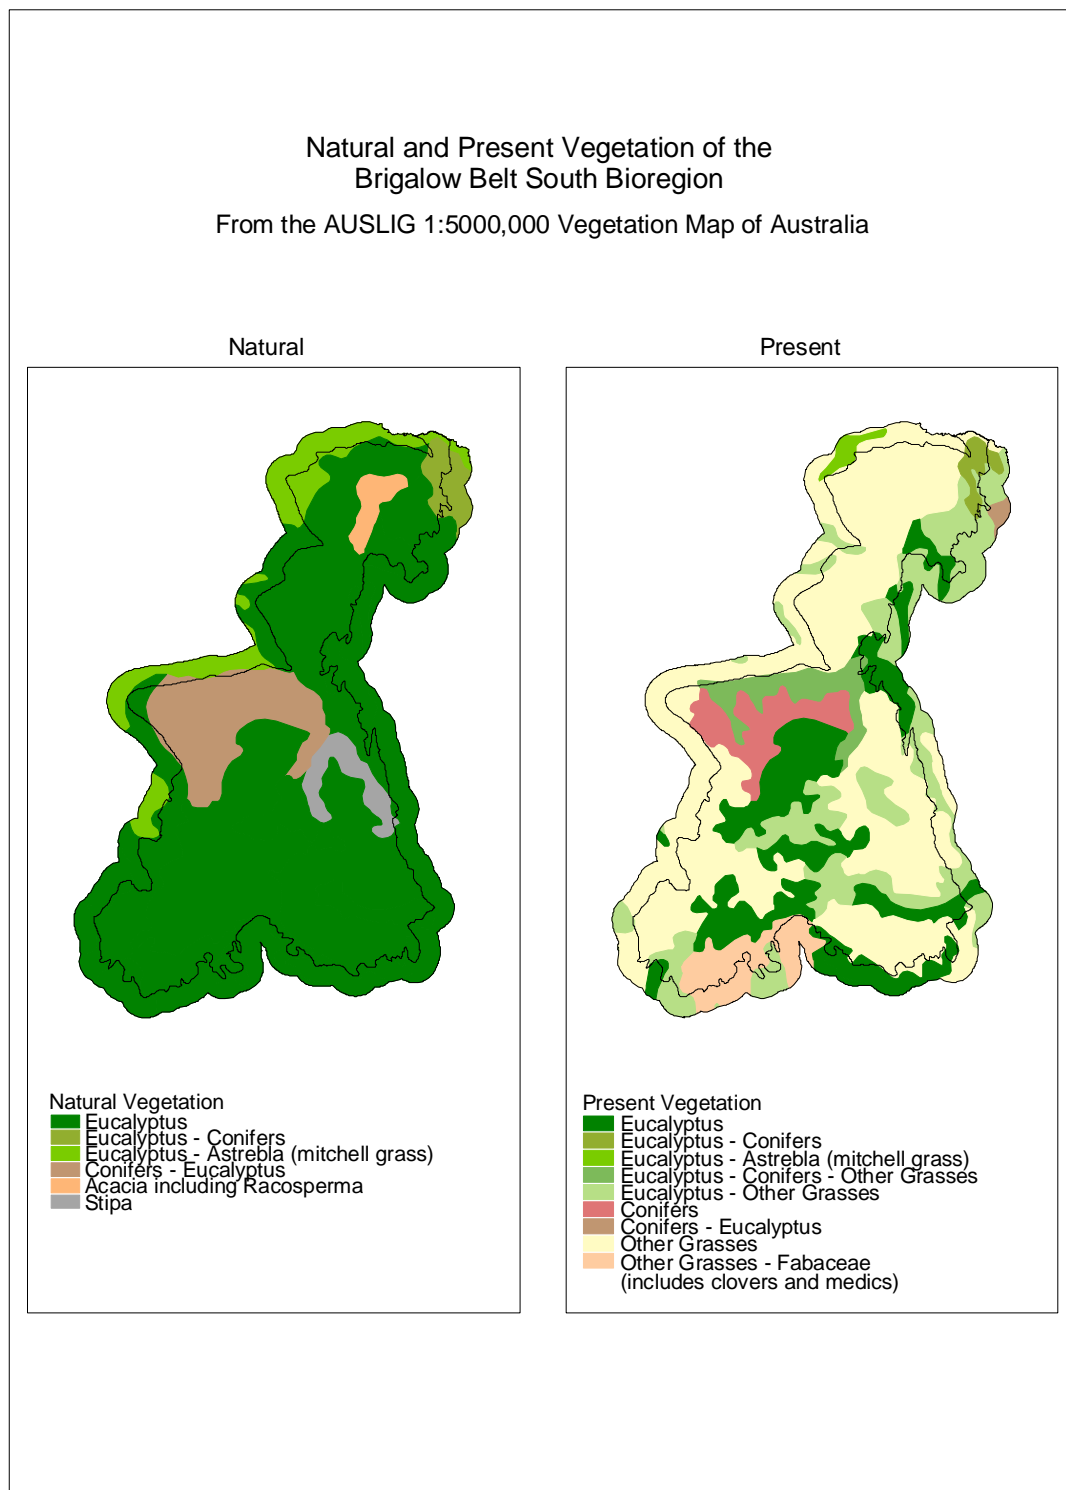 Natural and Present Vegetation of the
Brigalow Belt South Bioregion
From the AUSLIG 1:5000,000 Vegetation Map of Australia
Natural
Present
Natural Vegetation
Eucalyptus
Eucalyptus - Conifers
Eucalyptus - Astrebla (mitchell grass)
Conifers - Eucalyptus
Acacia including Racosperma
Stipa
Present Vegetation
Eucalyptus
Eucalyptus - Conifers
Eucalyptus - Astrebla (mitchell grass)
Eucalyptus - Conifers - Other Grasses
Eucalyptus - Other Grasses
Conifers
Conifers - Eucalyptus
Other Grasses
Other Grasses - Fabaceae
(includes clovers and medics)